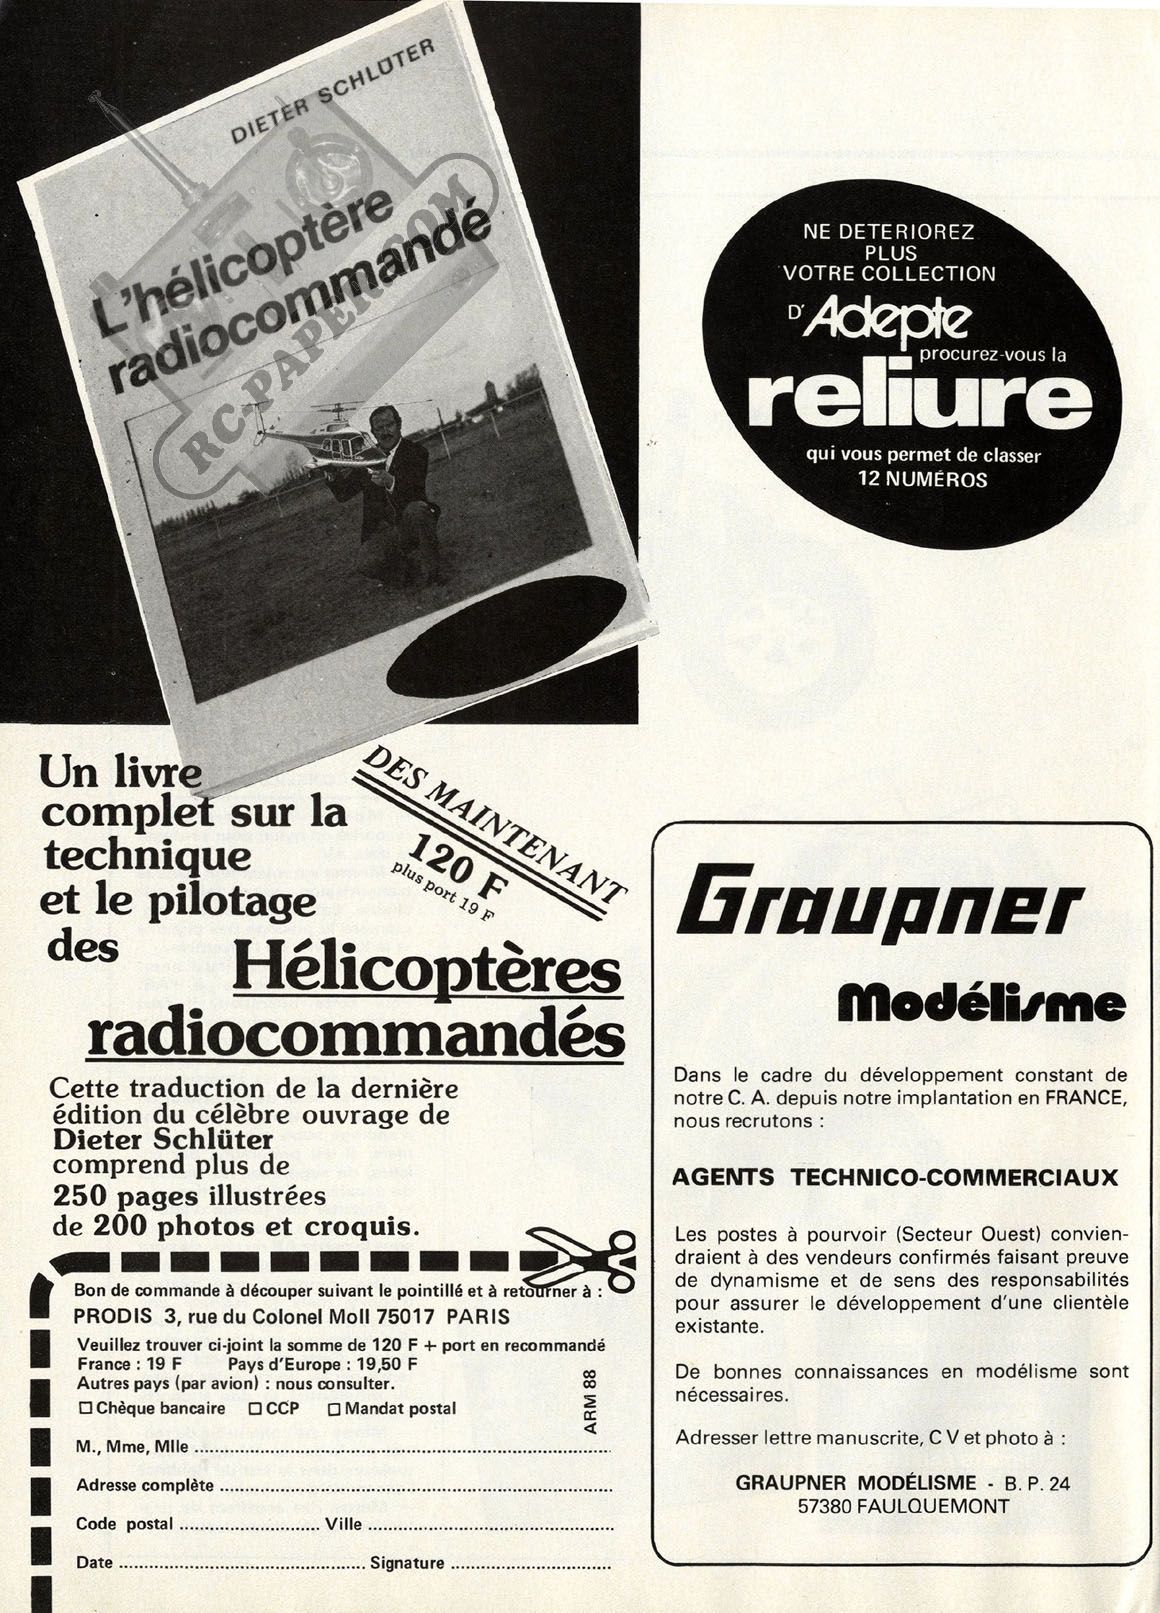 DIETER SCHLÜTER
L'hélicoptère
radiocommandé
RC-PAPER.COM
NE DETERIOREZ
PLUS
VOTRE COLLECTION
D'Adepte
procurez-vous la
reliure
qui vous permet de classer
12 NUMÉROS
Un livre
complet sur la
technique
et le pilotage
des
Hélicoptères
radiocommandés
DES MAINTENANT
120 F
plus port 19 F
Cette traduction de la dernière
édition du célèbre ouvrage de
Dieter Schlüter
comprend plus de
250 pages illustrées
de 200 photos et croquis.
Bon de commande à découper suivant le pointillé et à retourner à :
PRODIS 3, rue du Colonel Moll 75017 PARIS
Veuillez trouver ci-joint la somme de 120 F + port en recommandé
France : 19 F Pays d'Europe : 19,50 F
Autres pays (par avion) : nous consulter.
Chèque bancaire CCP Mandat postal
ARM 88
M., Mme, Mlle
Adresse complète
Code postal Ville
Date Signature
Graupner
Modélisme
Dans le cadre du développement constant de
notre C. A. depuis notre implantation en FRANCE,
nous recrutons :
AGENTS TECHNICO-COMMERCIAUX
Les postes à pourvoir (Secteur Ouest) convien-
draient à des vendeurs confirmés faisant preuve
de dynamisme et de sens des responsabilités
pour assurer le développement d'une clientèle
existante.
De bonnes connaissances en modélisme sont
nécessaires.
Adresser lettre manuscrite, C V et photo à :
GRAUPNER MODÉLISME - B. P. 24
57380 FAULQUEMONT